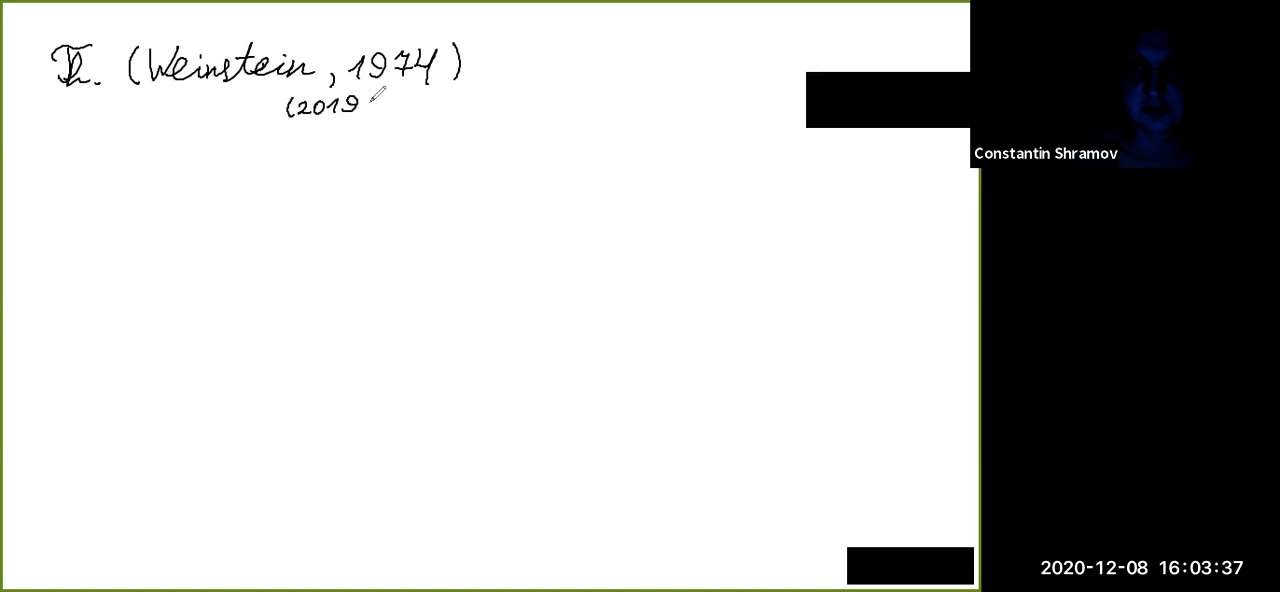 Th. (Weinstein, 1974)
(2019
Constantin Shramov
2020-12-08 16:03:37